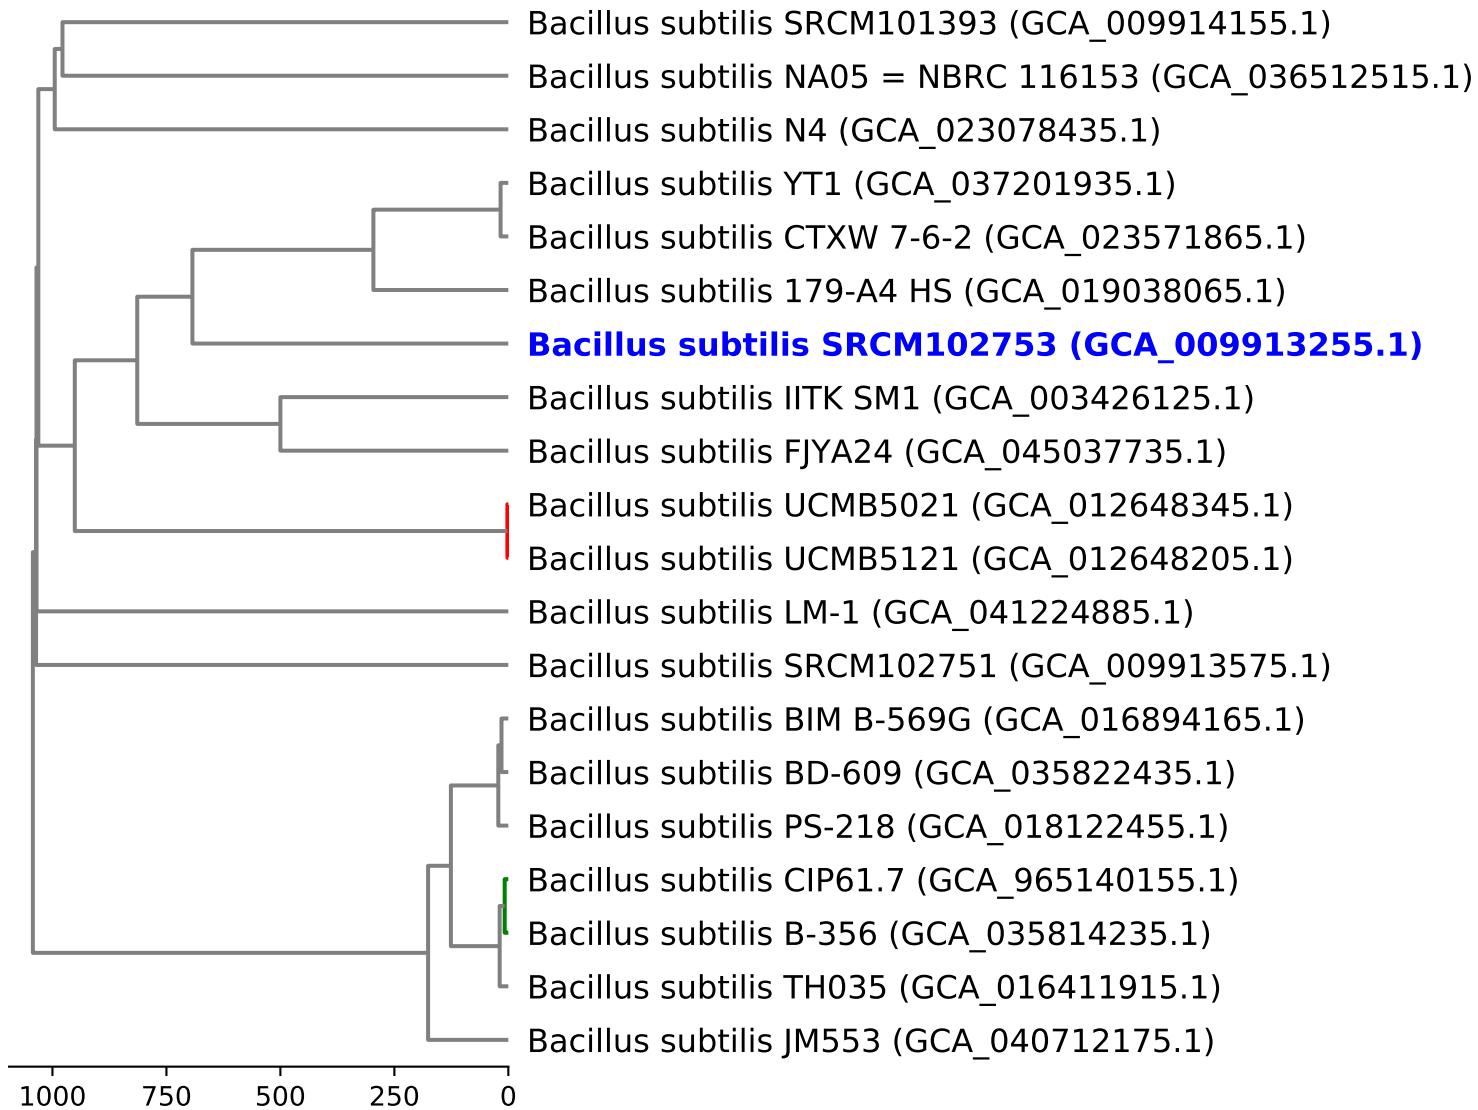 Bacillus subtilis SRCM101393 (GCA_009914155.1)
Bacillus subtilis NA05 = NBRC 116153 (GCA_036512515.1)
Bacillus subtilis N4 (GCA_023078435.1)
Bacillus subtilis YT1 (GCA_037201935.1)
Bacillus subtilis CTXW 7-6-2 (GCA_023571865.1)
Bacillus subtilis 179-A4 HS (GCA_019038065.1)
Bacillus subtilis SRCM102753 (GCA_009913255.1)
Bacillus subtilis IITK SM1 (GCA_003426125.1)
Bacillus subtilis FJYA24 (GCA_045037735.1)
Bacillus subtilis UCMB5021 (GCA_012648345.1)
Bacillus subtilis UCMB5121 (GCA_012648205.1)
Bacillus subtilis LM-1 (GCA_041224885.1)
Bacillus subtilis SRCM102751 (GCA_009913575.1)
Bacillus subtilis BIM B-569G (GCA_016894165.1)
Bacillus subtilis BD-609 (GCA_035822435.1)
Bacillus subtilis PS-218 (GCA_018122455.1)
Bacillus subtilis CIP61.7 (GCA_965140155.1)
Bacillus subtilis B-356 (GCA_035814235.1)
Bacillus subtilis TH035 (GCA_016411915.1)
Bacillus subtilis JM553 (GCA_040712175.1)
1000 750 500 250 0